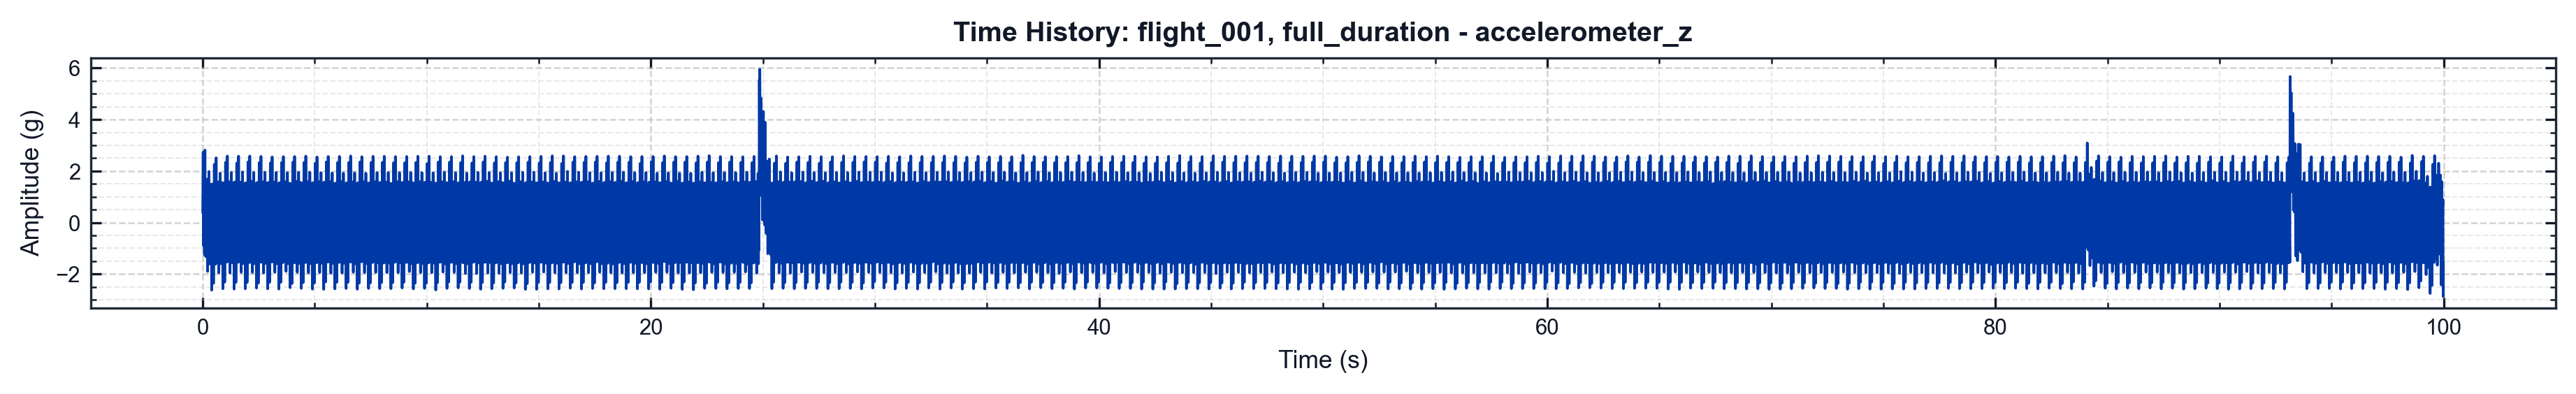 Time History: flight_001, full_duration - accelerometer_z
Amplitude (g)
6
4
2
0
−2
0 20 40 60 80 100
Time (s)